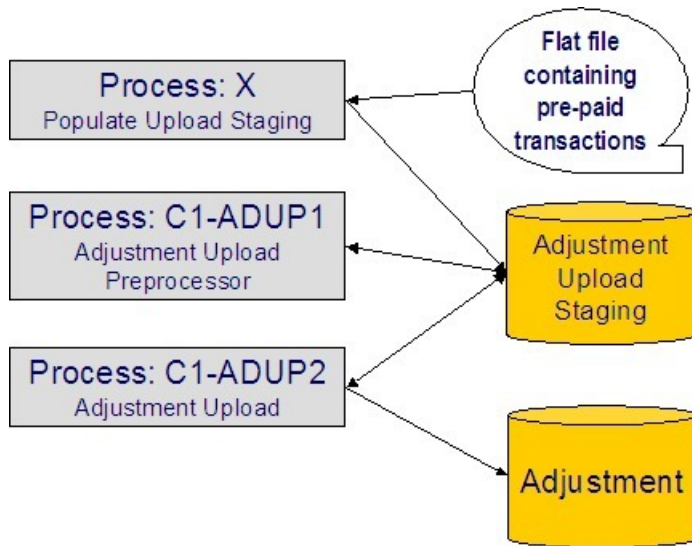 Process: X
Populate Upload Staging
Flat file
containing
pre-paid
transactions
Process: C1-ADUP1
Adjustment Upload
Preprocessor
Adjustment
Upload
Staging
Process: C1-ADUP2
Adjustment Upload
Adjustment